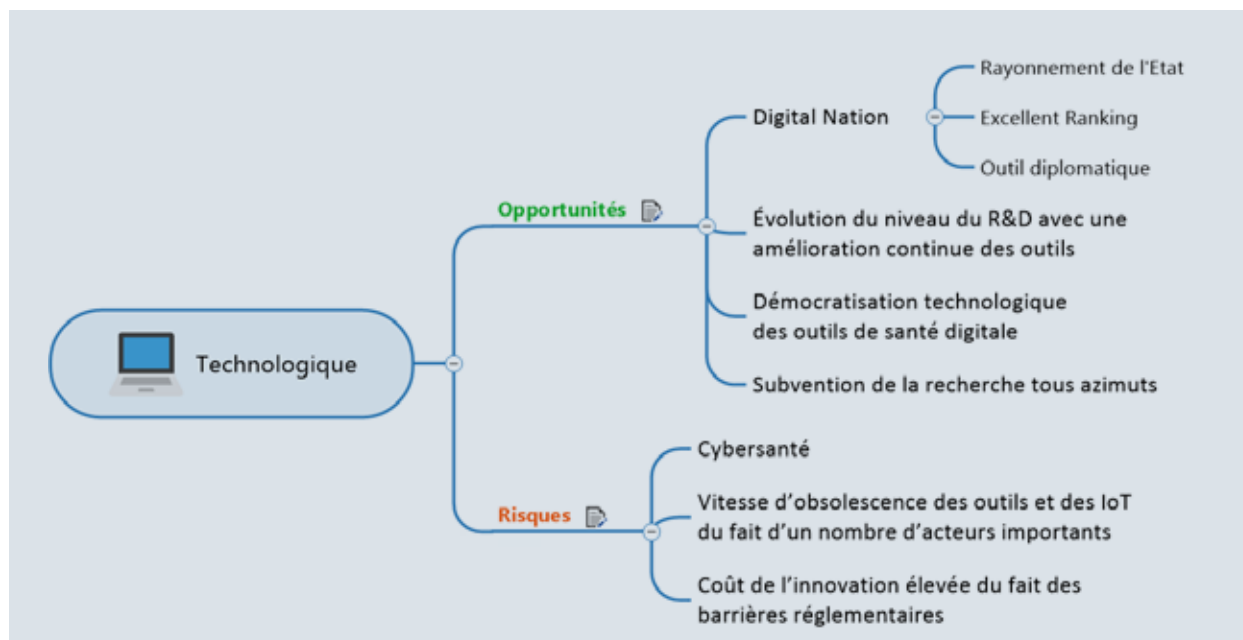 Technologique
Opportunités
Digital Nation
Rayonnement de l'Etat
Excellent Ranking
Outil diplomatique
Évolution du niveau du R&D avec une
amélioration continue des outils
Démocratisation technologique
des outils de santé digitale
Subvention de la recherche tous azimuts
Risques
Cybersanté
Vitesse d’obsolescence des outils et des IoT
du fait d’un nombre d’acteurs importants
Coût de l’innovation élevée du fait des
barrières réglementaires